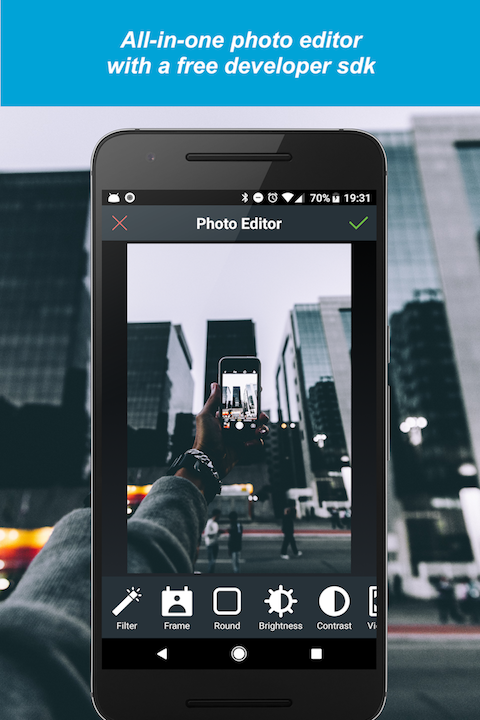 All-in-one photo editor
with a free developer sdk
70% 19:31
Photo Editor
Filter Frame Round Brightness Contrast